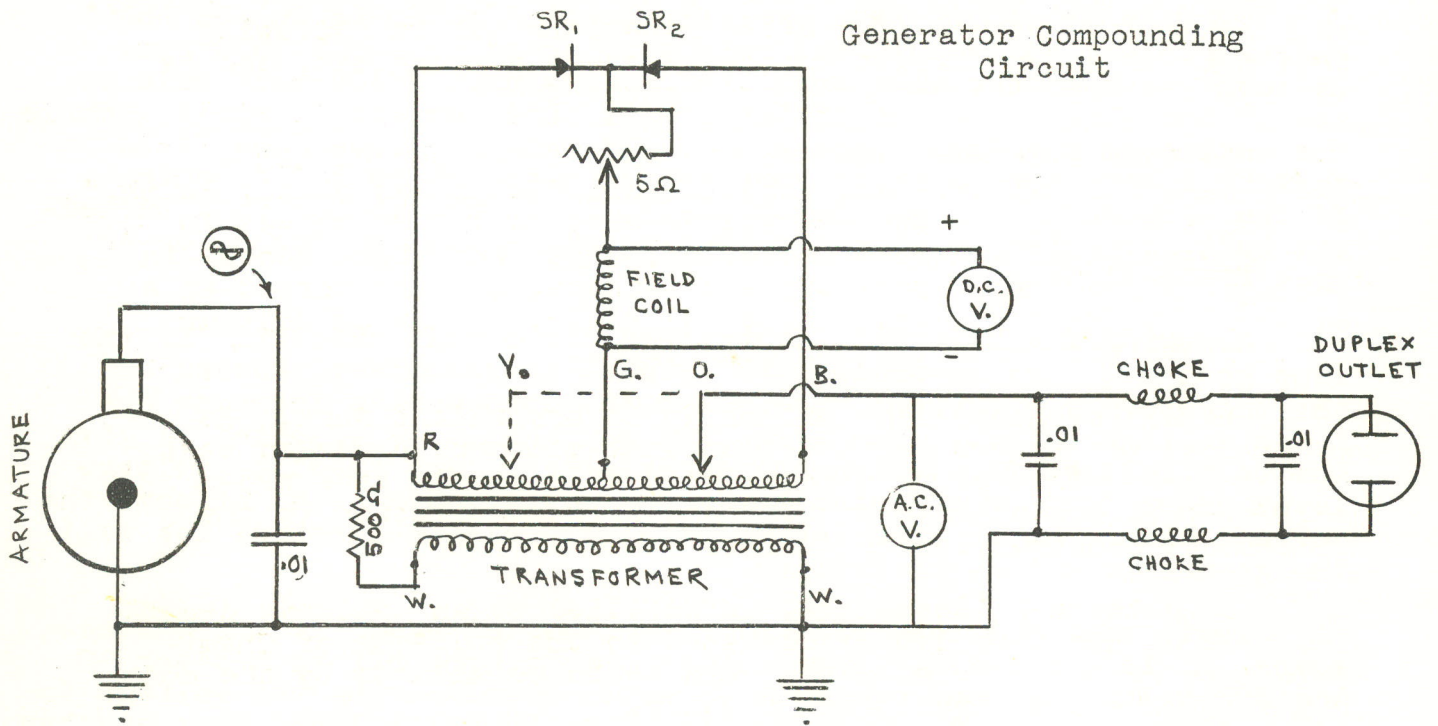 SR₁ SR₂
Generator Compounding
Circuit
5Ω
+
FIELD
COIL
D.C.
V.
-
Y. G. O. B.
CHOKE
DUPLEX
OUTLET
R
.01
.01
ARMATURE
500Ω
A.C.
V.
.01
TRANSFORMER
CHOKE
W. W.